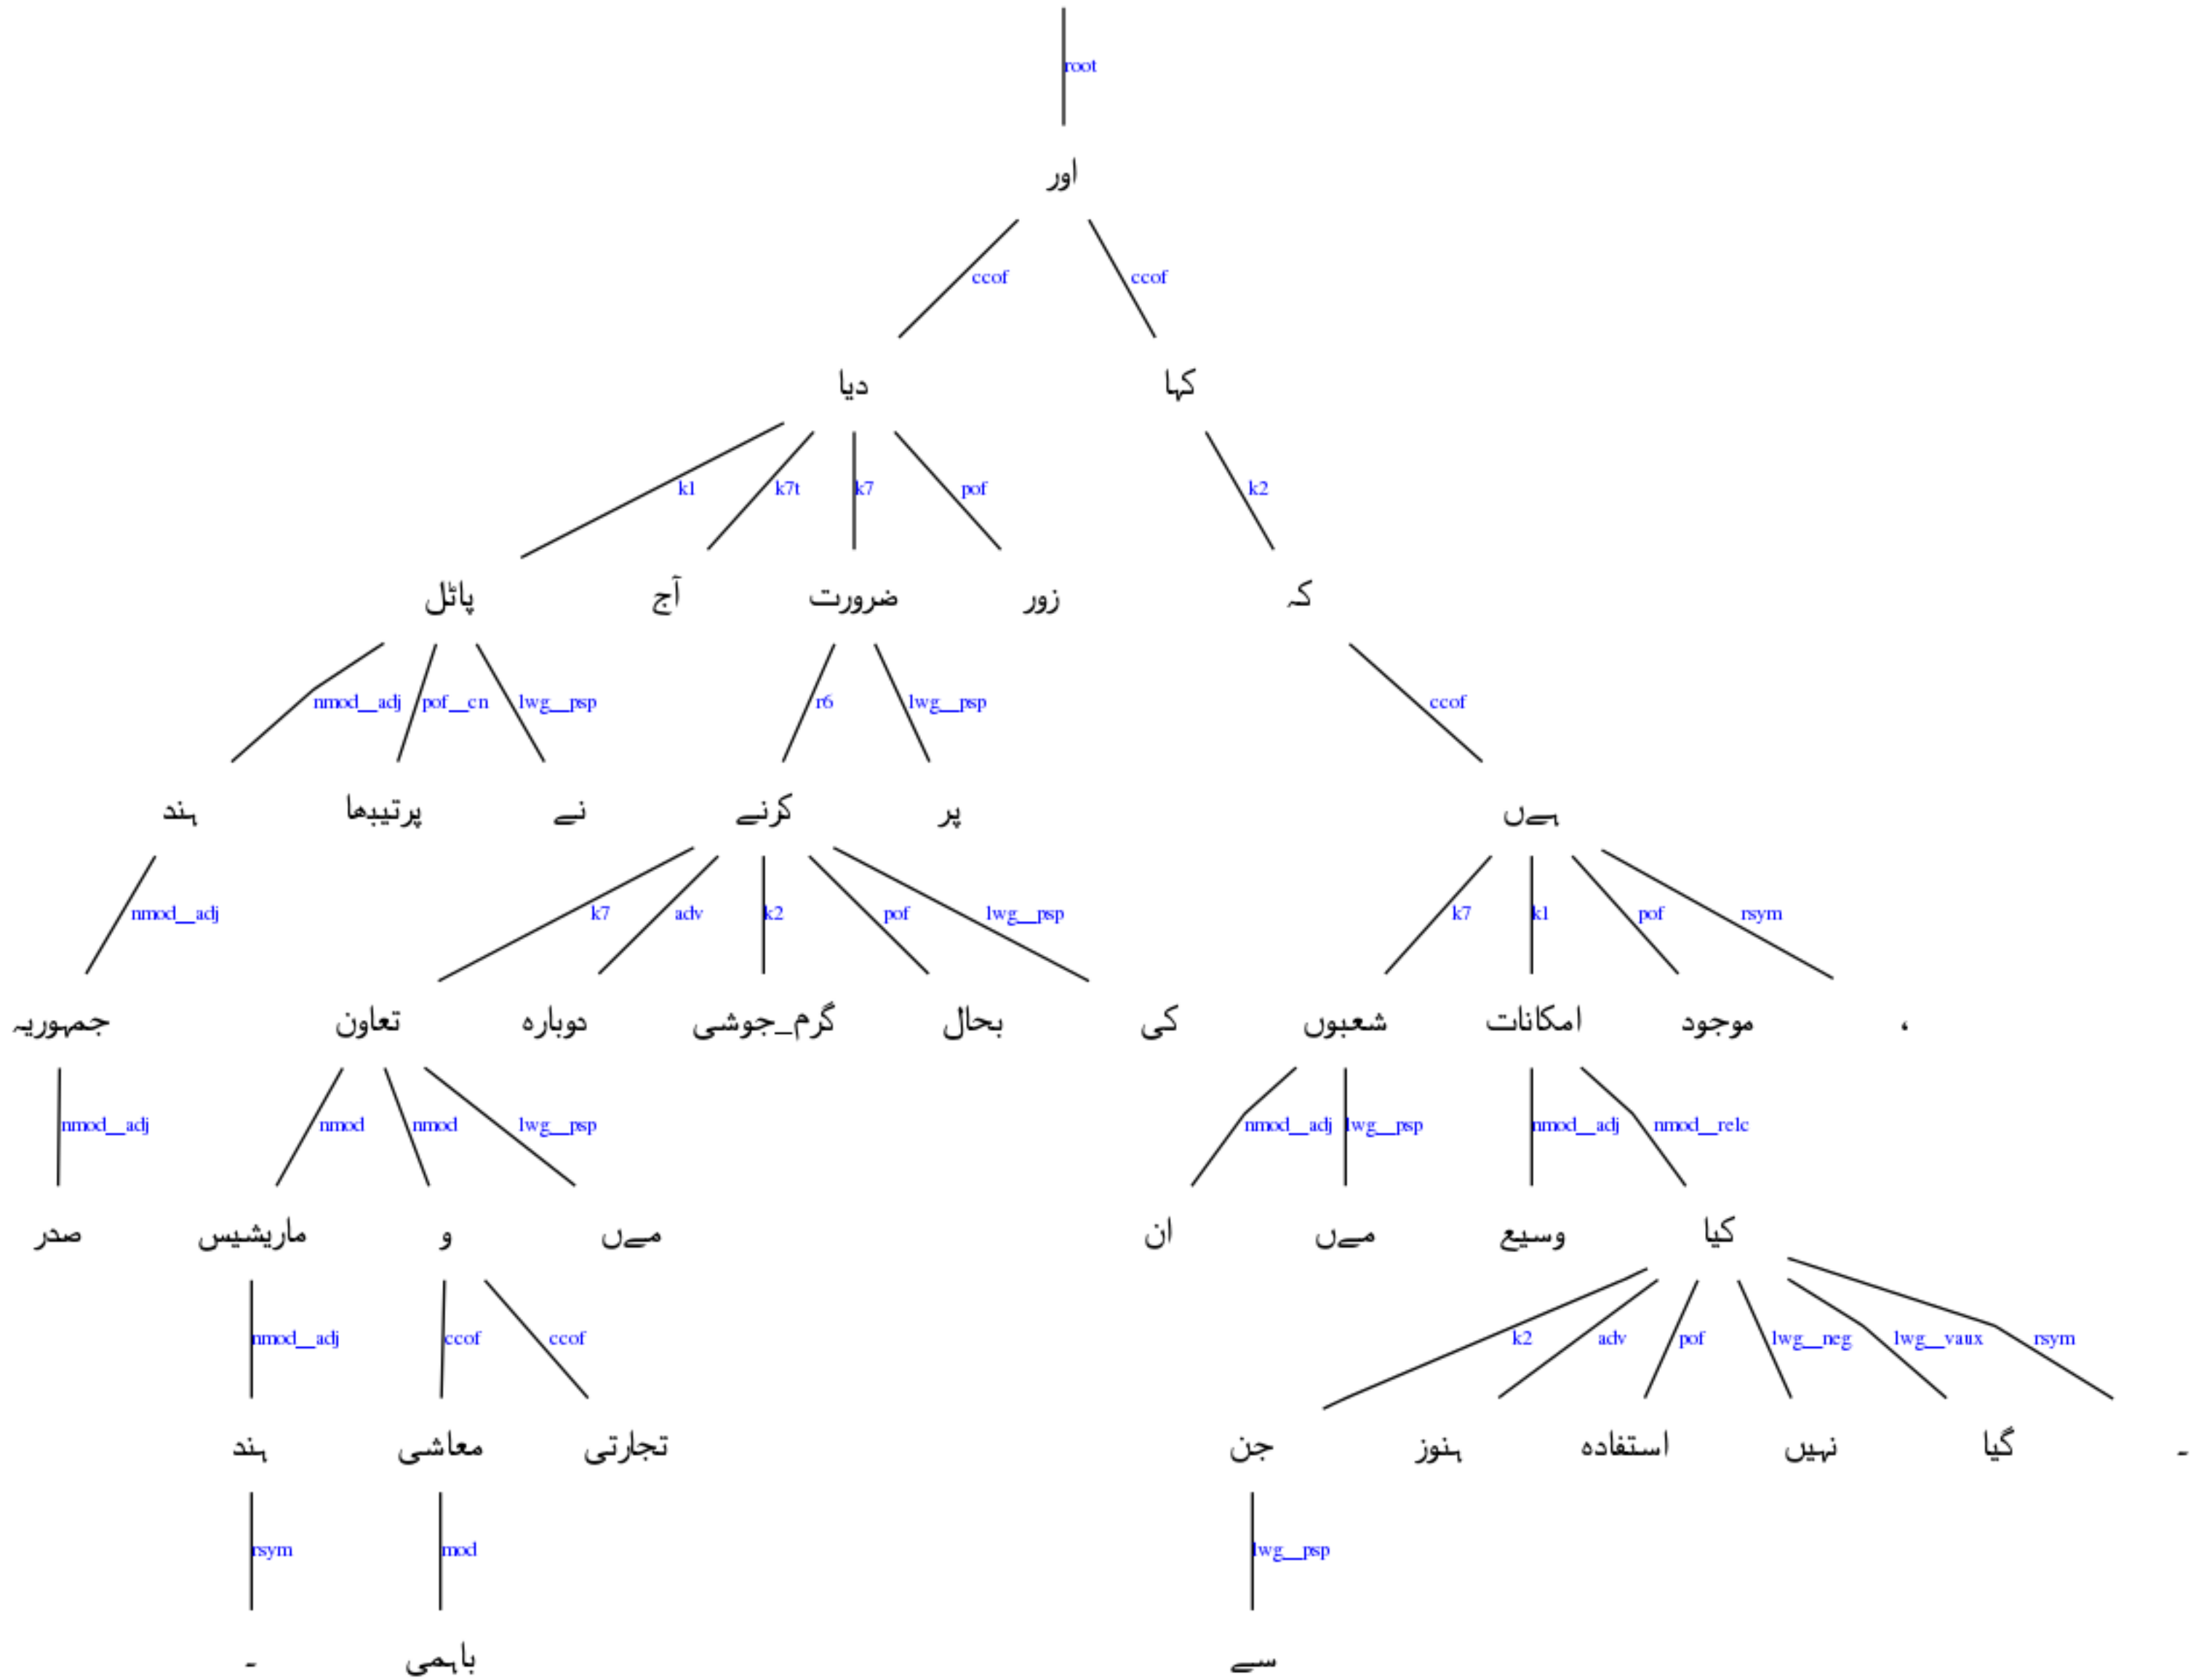 root
اور
ccof ccof
دیا کہا
k1 k7t k7 pof k2
پاٹل آج ضرورت زور کہ
nmod__adj pof__cn lwg__psp r6 lwg__psp ccof
ہند پرتیبھا نے کرنے پر ہےں
nmod__adj k7 adv k2 pof lwg__psp k7 k1 pof rsym
جمہوریہ تعاون دوبارہ گرم_جوشی بحال کی شعبوں امکانات موجود ،
nmod__adj nmod nmod lwg__psp nmod__adj lwg__psp nmod__adj nmod__relc
صدر ماریشیس و مےں ان مےں وسیع کیا
nmod__adj ccof ccof k2 adv pof lwg__neg lwg__vaux rsym
ہند معاشی تجارتی جن ہنوز استفادہ نہیں گیا ۔
rsym mod lwg__psp
۔ باہمی سے